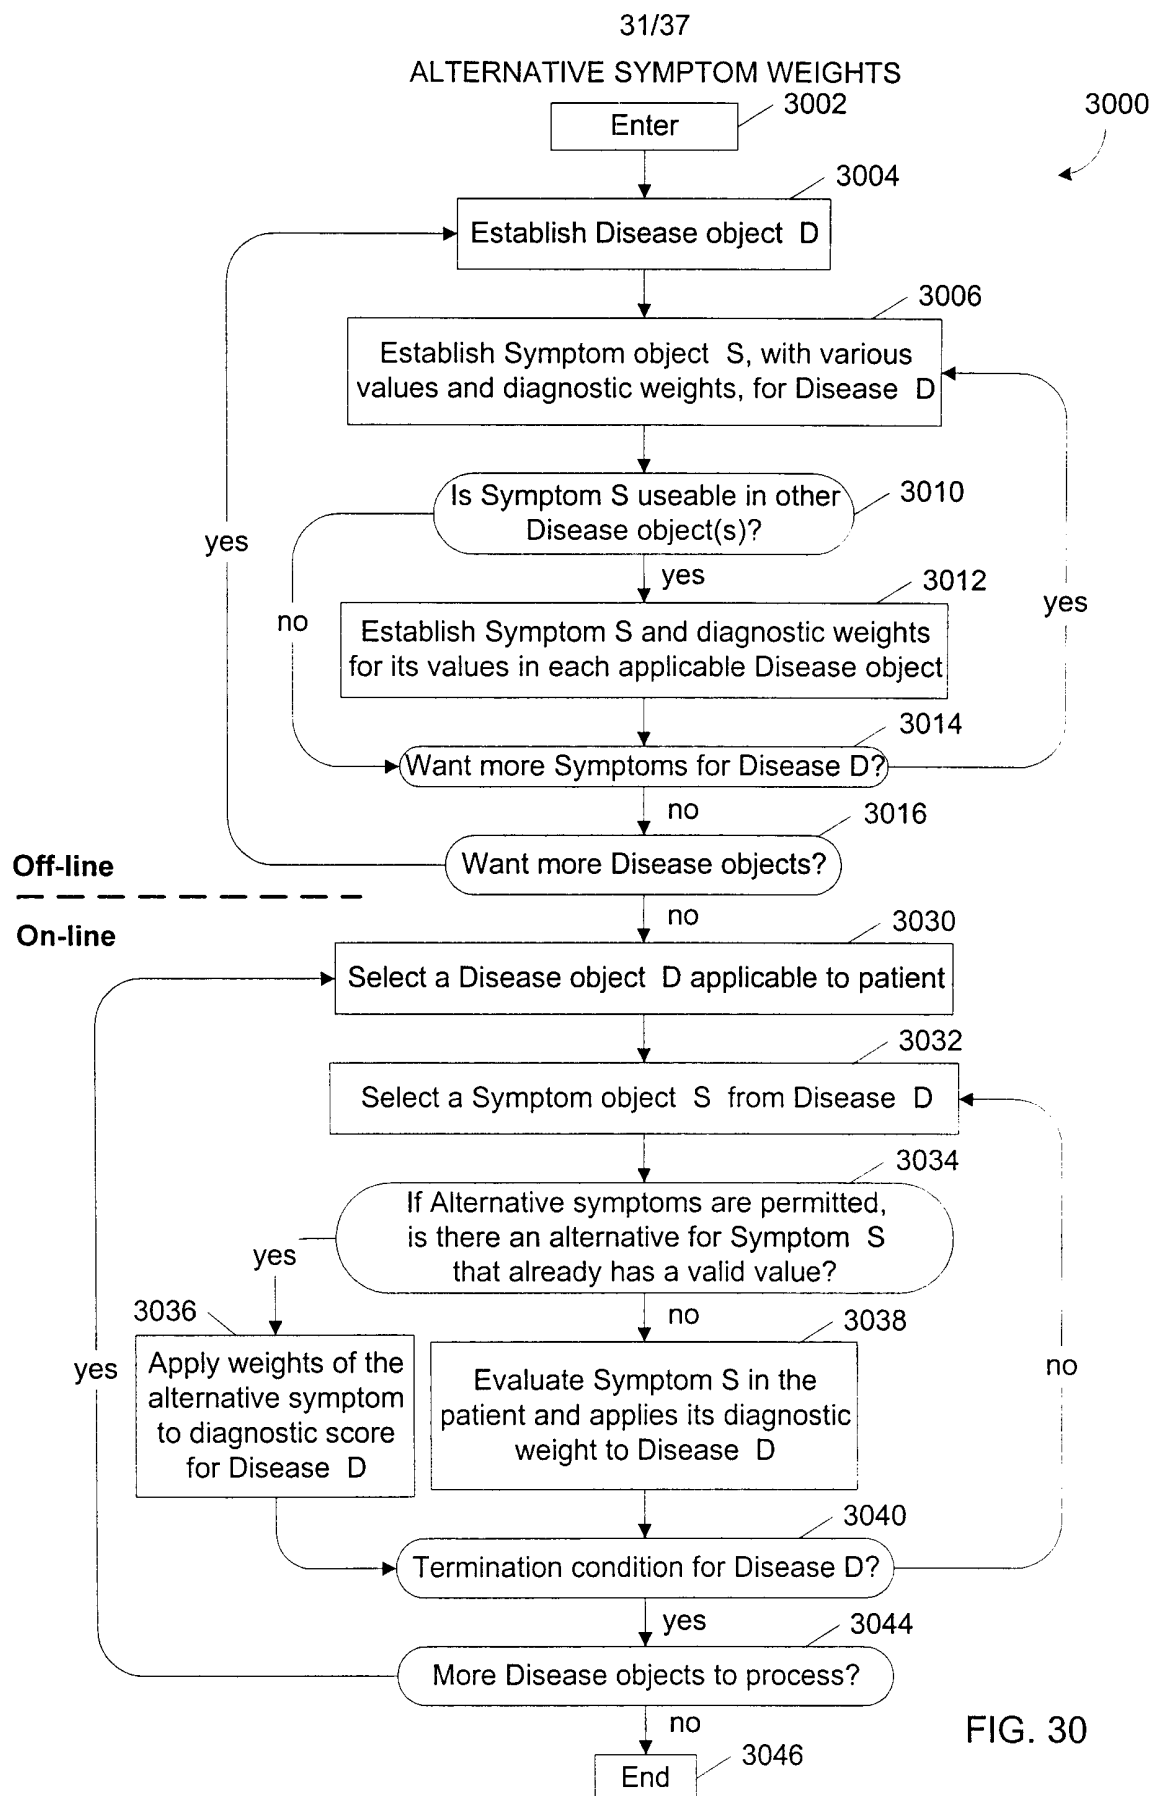 31/37
ALTERNATIVE SYMPTOM WEIGHTS
3002
Enter
3000
3004
Establish Disease object D
3006
Establish Symptom object S, with various
values and diagnostic weights, for Disease D
Is Symptom S useable in other
Disease object(s)?
3010
yes
yes
3012
no
yes
Establish Symptom S and diagnostic weights
for its values in each applicable Disease object
3014
Want more Symptoms for Disease D?
no
3016
Want more Disease objects?
Off-line
On-line
no
3030
Select a Disease object D applicable to patient
3032
Select a Symptom object S from Disease D
3034
If Alternative symptoms are permitted,
is there an alternative for Symptom S
that already has a valid value?
yes
no
3036
3038
yes
no
Apply weights of the
alternative symptom
to diagnostic score
for Disease D
Evaluate Symptom S in the
patient and applies its diagnostic
weight to Disease D
3040
Termination condition for Disease D?
yes
3044
More Disease objects to process?
no
FIG. 30
3046
End